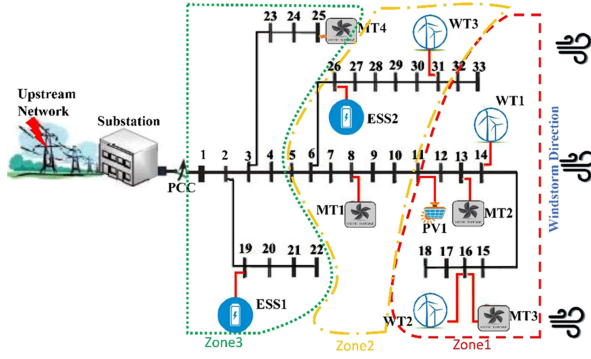 23 24 25
MT4
WT3
26 27 28 29 30 31 32 33
ESS2
WT1
Upstream
Network
Substation
PCC
1 2 3 4 5 6 7 8 9 10 11 12 13 14
MT1
PV1
MT2
Windstorm Direction
19 20 21 22
18 17 16 15
ESS1
WT2
MT3
Zone3
Zone2
Zone1